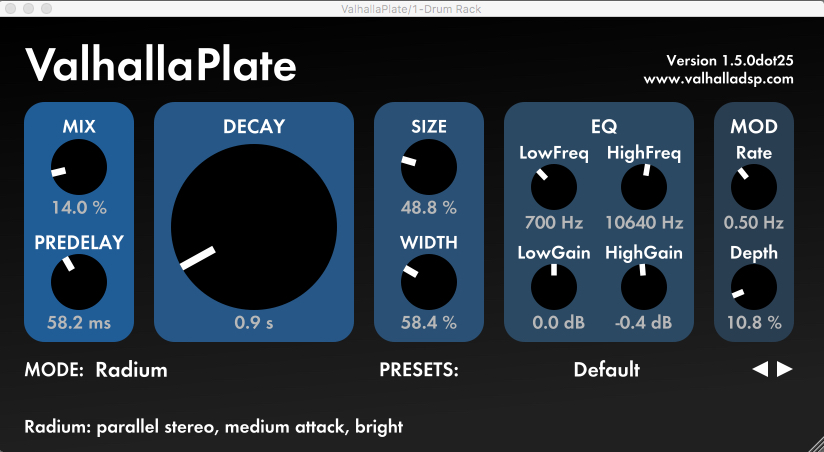 ValhallaPlate/1-Drum Rack
ValhallaPlate
Version 1.5.0dot25
www.valhalladsp.com
MIX
14.0 %
PREDELAY
58.2 ms
DECAY
0.9 s
SIZE
48.8 %
WIDTH
58.4 %
EQ
LowFreq HighFreq
700 Hz 10640 Hz
LowGain HighGain
0.0 dB -0.4 dB
MOD
Rate
0.50 Hz
Depth
10.8 %
MODE: Radium PRESETS: Default
Radium: parallel stereo, medium attack, bright